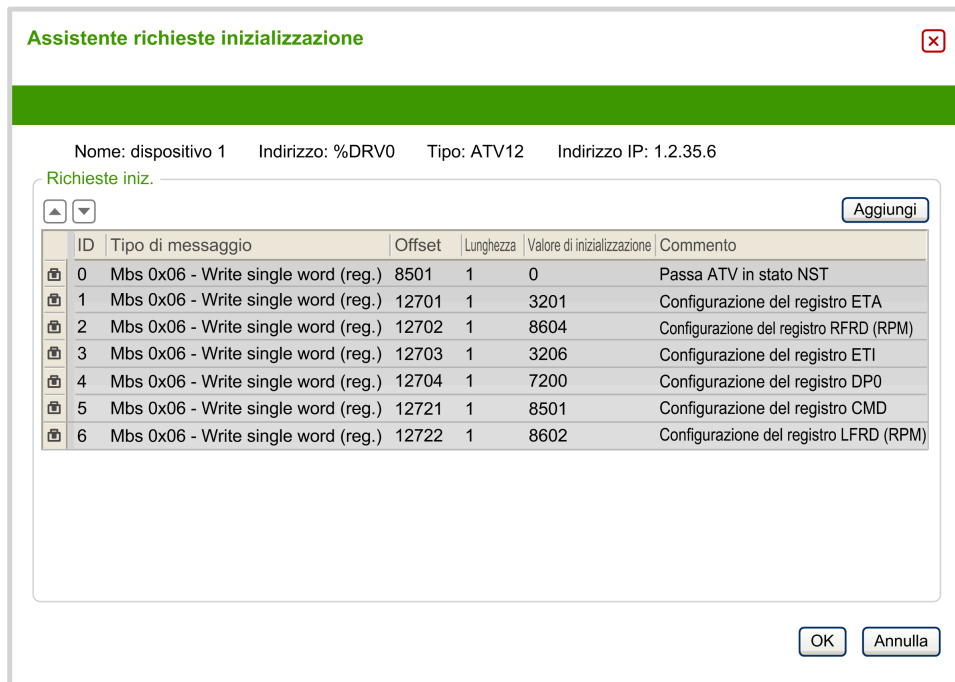 Assistente richieste inizializzazione
Nome: dispositivo 1 Indirizzo: %DRV0 Tipo: ATV12 Indirizzo IP: 1.2.35.6
Richieste iniz.
Aggiungi
ID Tipo di messaggio Offset Lunghezza Valore di inizializzazione Commento
0 Mbs 0x06 - Write single word (reg.) 8501 1 0 Passa ATV in stato NST
1 Mbs 0x06 - Write single word (reg.) 12701 1 3201 Configurazione del registro ETA
2 Mbs 0x06 - Write single word (reg.) 12702 1 8604 Configurazione del registro RFRD (RPM)
3 Mbs 0x06 - Write single word (reg.) 12703 1 3206 Configurazione del registro ETI
4 Mbs 0x06 - Write single word (reg.) 12704 1 7200 Configurazione del registro DP0
5 Mbs 0x06 - Write single word (reg.) 12721 1 8501 Configurazione del registro CMD
6 Mbs 0x06 - Write single word (reg.) 12722 1 8602 Configurazione del registro LFRD (RPM)
OK Annulla